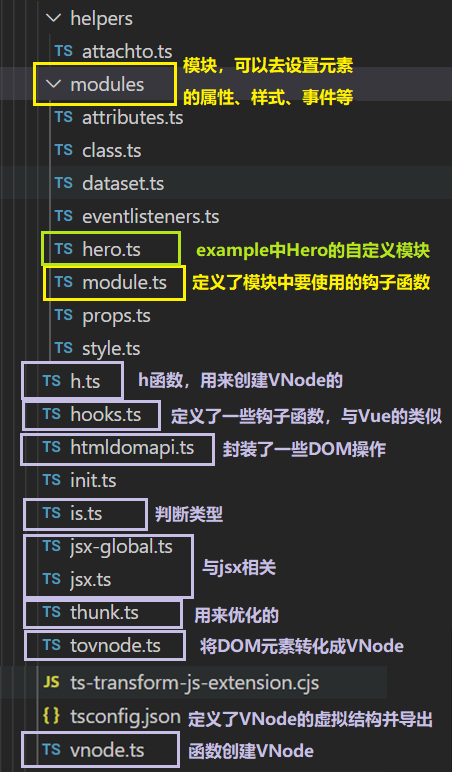 helpers
TS attachto.ts
modules
模块，可以去设置元素
的属性、样式、事件等
TS attributes.ts
TS class.ts
TS dataset.ts
TS eventlisteners.ts
TS hero.ts example中Hero的自定义模块
TS module.ts 定义了模块中要使用的钩子函数
TS props.ts
TS style.ts
TS h.ts h函数，用来创建VNode的
TS hooks.ts 定义了一些钩子函数，与Vue的类似
TS htmldomapi.ts 封装了一些DOM操作
TS init.ts
TS is.ts 判断类型
TS jsx-global.ts
TS jsx.ts 与jsx相关
TS thunk.ts 用来优化的
TS tovnode.ts 将DOM元素转化成VNode
JS ts-transform-js-extension.cjs
{} tsconfig.json 定义了VNode的虚拟结构并导出
TS vnode.ts 函数创建VNode